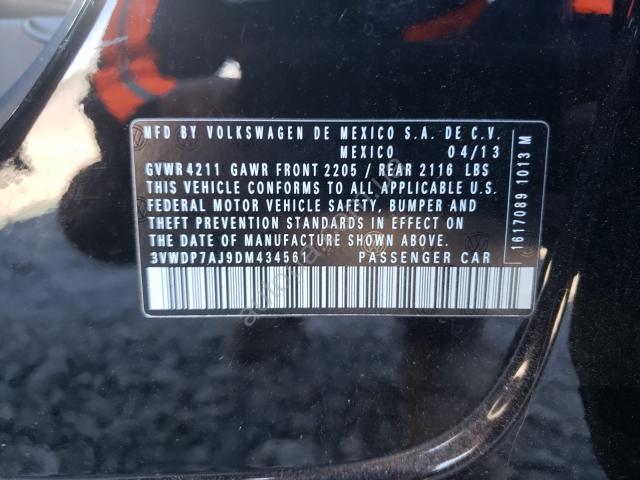 MFD BY VOLKSWAGEN DE MEXICO S.A. DE C.V.
MEXICO 04/13
GVWR 4211 GAWR FRONT 2205 / REAR 2116 LBS
THIS VEHICLE CONFORMS TO ALL APPLICABLE U.S.
FEDERAL MOTOR VEHICLE SAFETY, BUMPER AND
THEFT PREVENTION STANDARDS IN EFFECT ON
THE DATE OF MANUFACTURE SHOWN ABOVE.
3VWDP7AJ9DM434561 PASSENGER CAR
1617089 1013 M